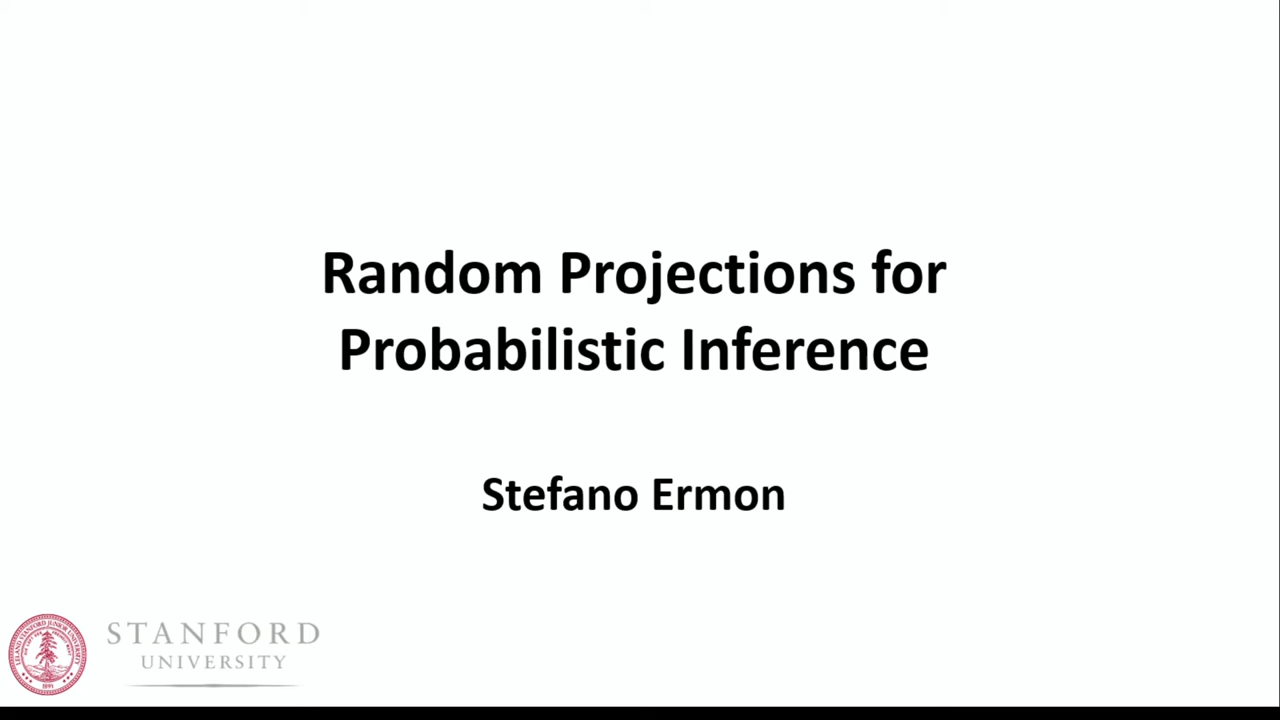 Random Projections for
Probabilistic Inference
Stefano Ermon
STANFORD
UNIVERSITY